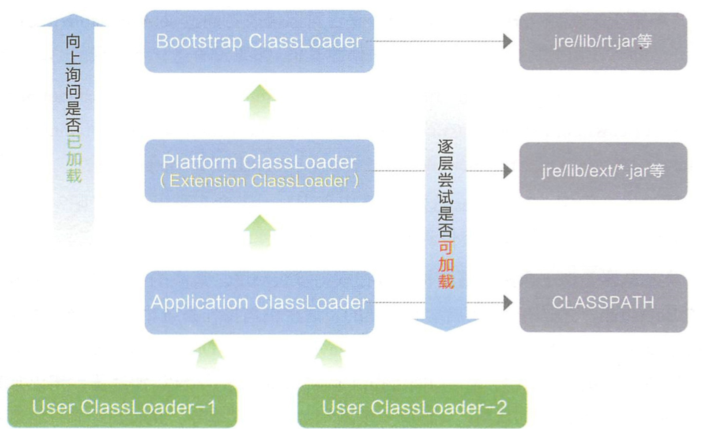 向上询问是否已加载
Bootstrap ClassLoader
jre/lib/rt.jar等
Platform ClassLoader
（Extension ClassLoader）
jre/lib/ext/*.jar等
逐层尝试是否可加载
Application ClassLoader
CLASSPATH
User ClassLoader-1
User ClassLoader-2